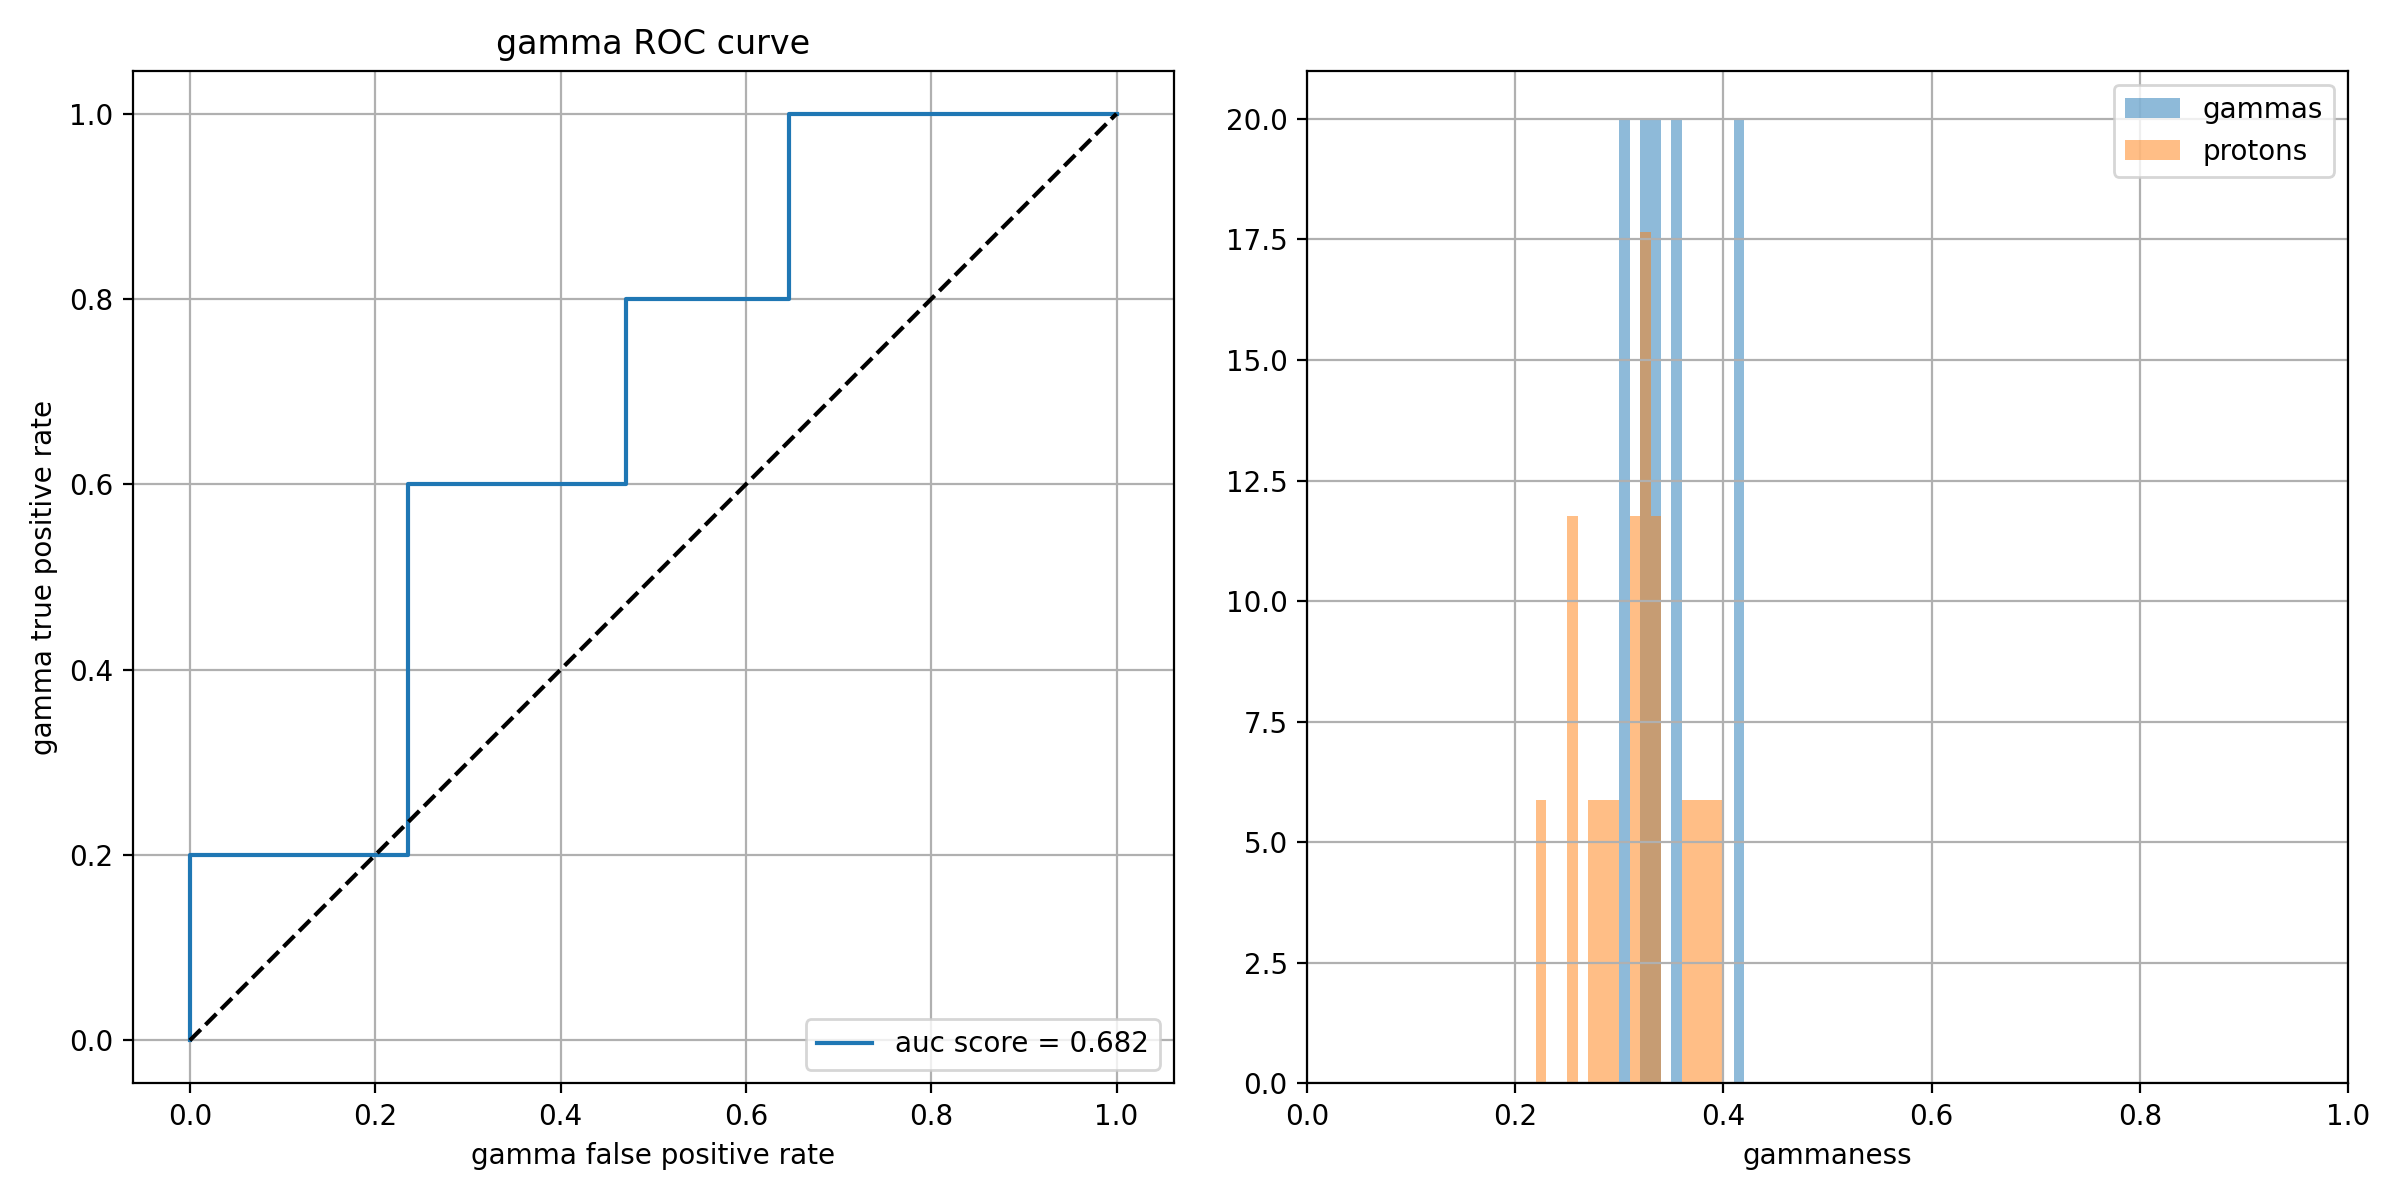 gamma ROC curve
gamma true positive rate
1.0
0.8
0.6
0.4
0.2
0.0
auc score = 0.682
0.0 0.2 0.4 0.6 0.8 1.0
gamma false positive rate
20.0
17.5
15.0
12.5
10.0
7.5
5.0
2.5
0.0
gammas
protons
0.0 0.2 0.4 0.6 0.8 1.0
gammaness